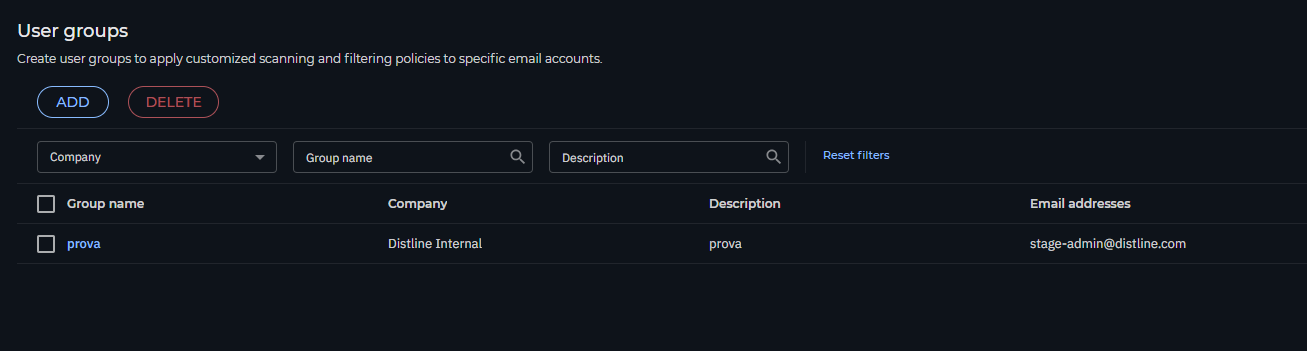 User groups
Create user groups to apply customized scanning and filtering policies to specific email accounts.
ADD DELETE
Company Group name Description Reset filters
Group name Company Description Email addresses
prova Distline Internal prova stage-admin@distline.com